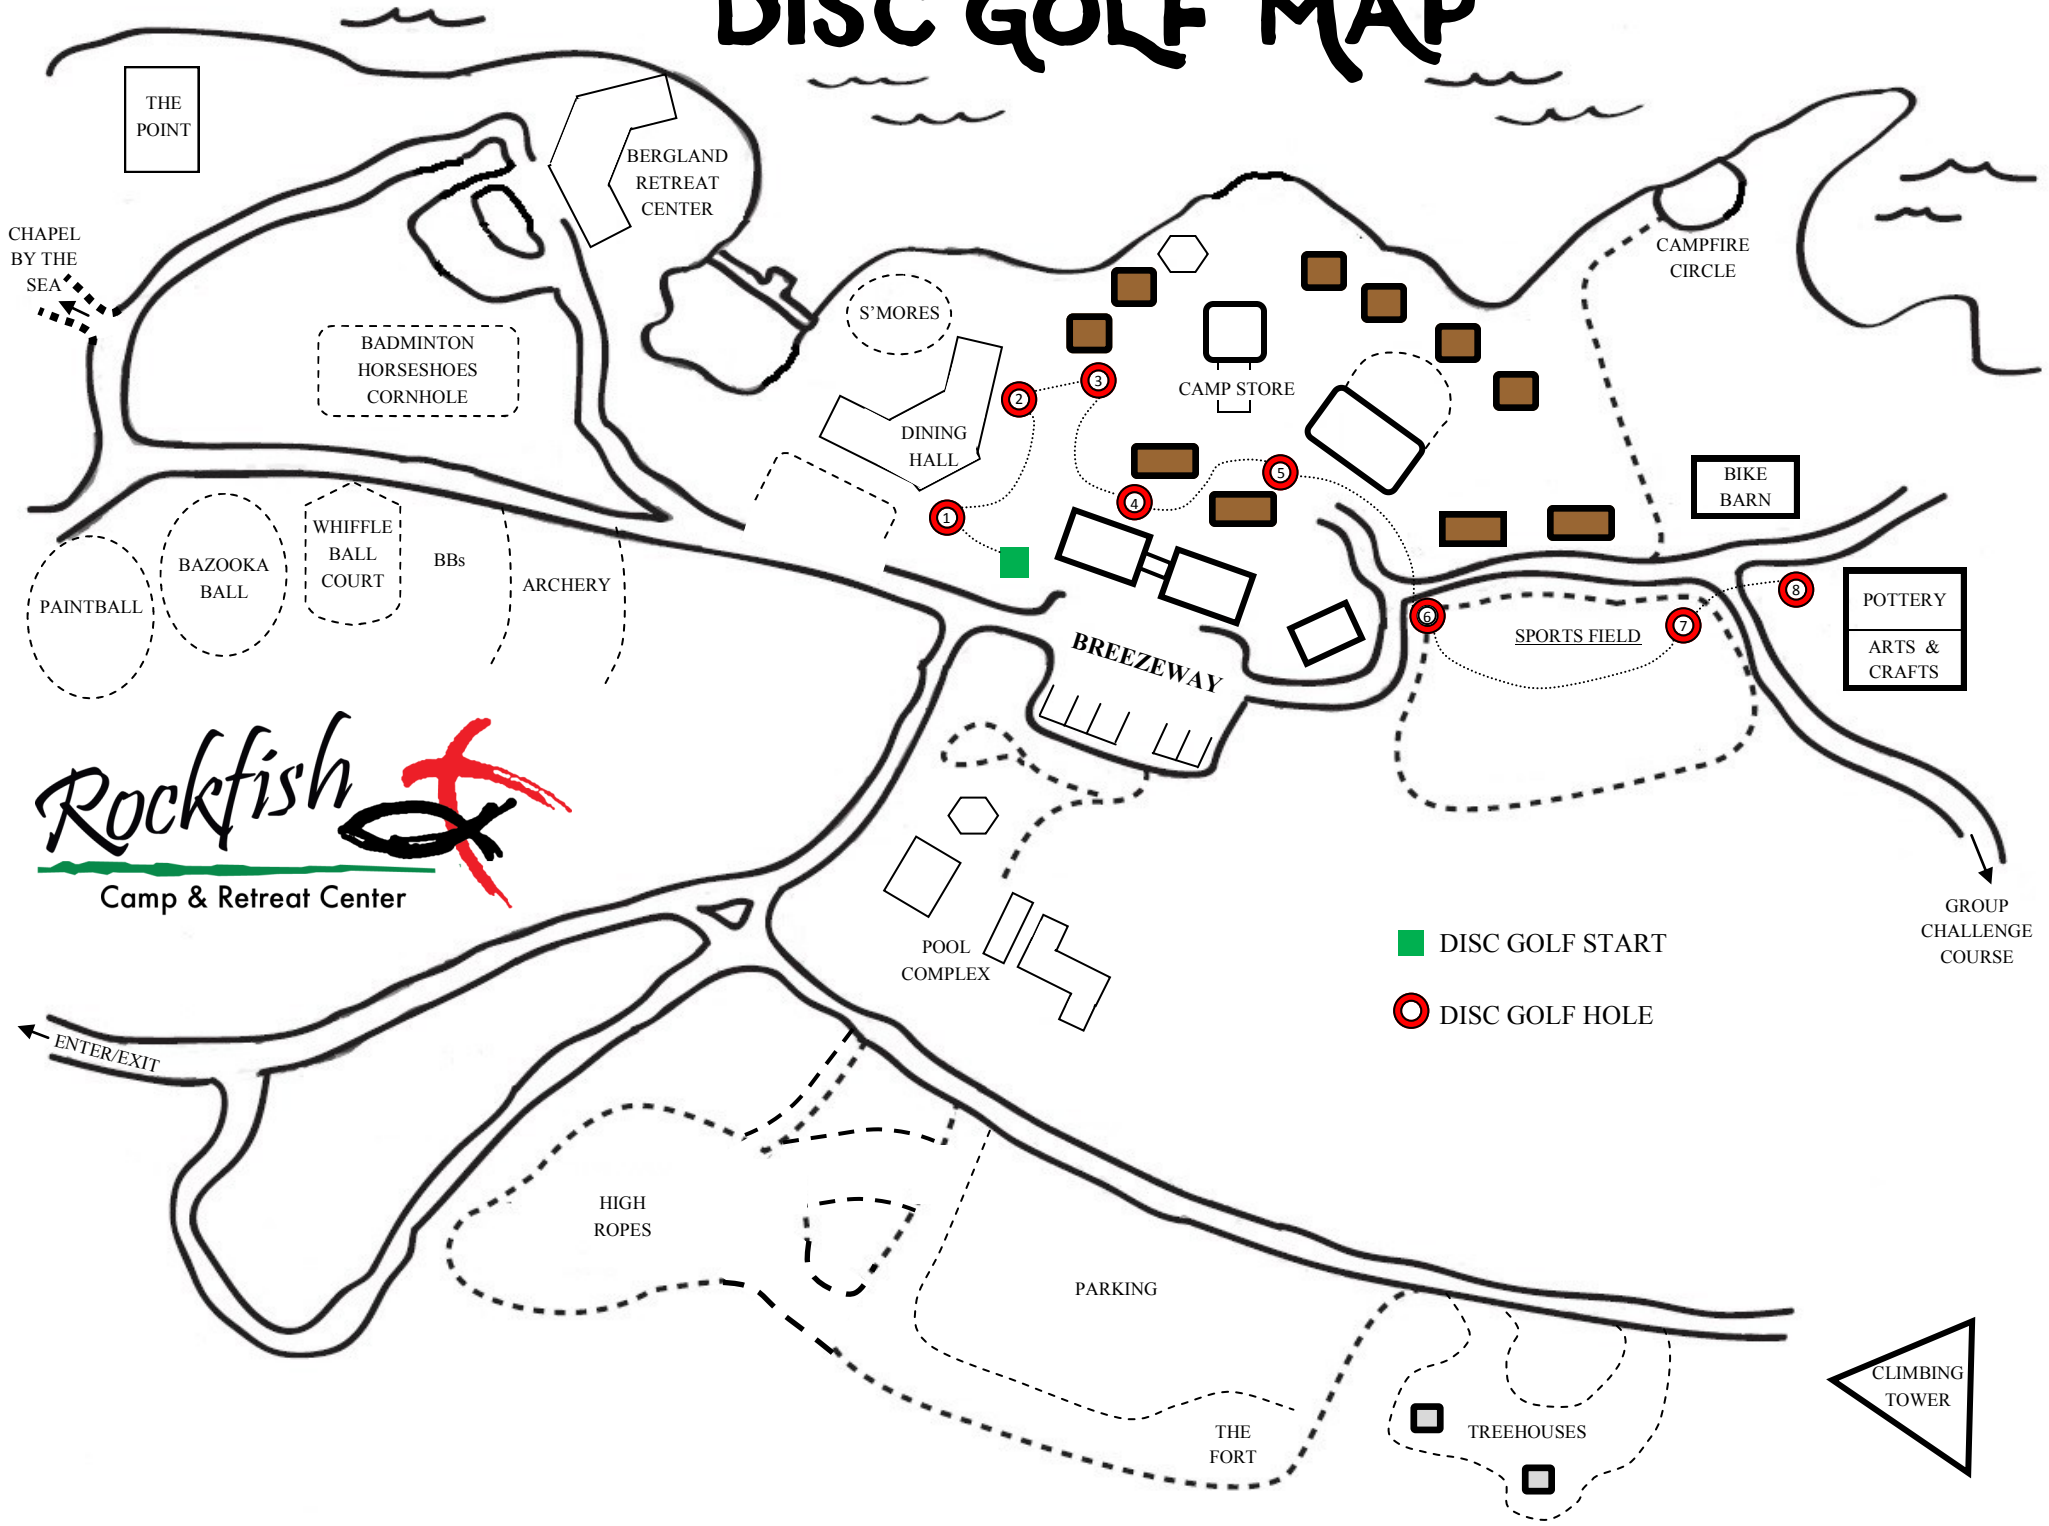 DISC GOLF MAP
THE
POINT
BERGLAND
RETREAT
CENTER
CHAPEL
BY THE
SEA
CAMPFIRE
CIRCLE
S'MORES
BADMINTON
HORSESHOES
CORNHOLE
CAMP STORE
DINING
HALL
1
2
3
4
5
6
7
8
BIKE
BARN
PAINTBALL
BAZOOKA
BALL
WHIFFLE
BALL
COURT
BBs
ARCHERY
POTTERY
ARTS &
CRAFTS
SPORTS FIELD
BREEZEWAY
Rockfish
Camp & Retreat Center
POOL
COMPLEX
GROUP
CHALLENGE
COURSE
DISC GOLF START
DISC GOLF HOLE
ENTER/EXIT
HIGH
ROPES
PARKING
THE
FORT
TREEHOUSES
CLIMBING
TOWER